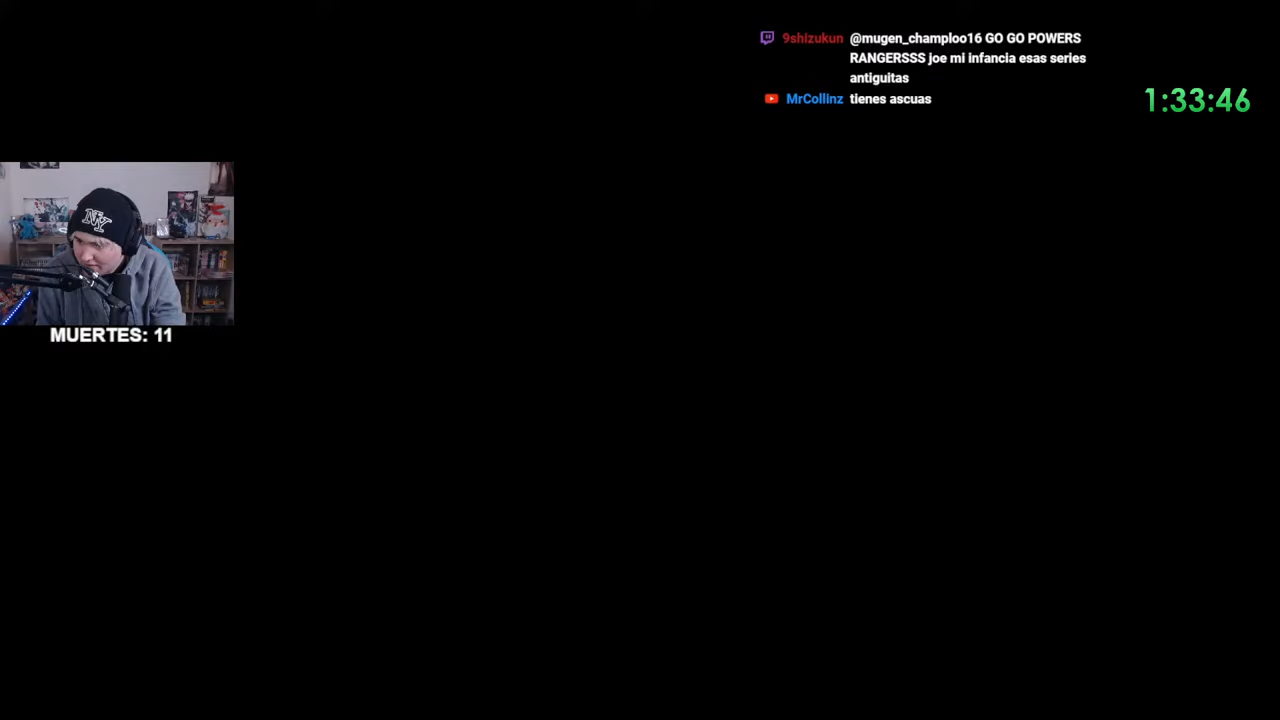 9shizukun @mugen_champloo16 GO GO POWERS
RANGERSSS joe mi infancia esas series
antiguitas
MrCollinz tienes ascuas
1:33:46
NY
MUERTES: 11